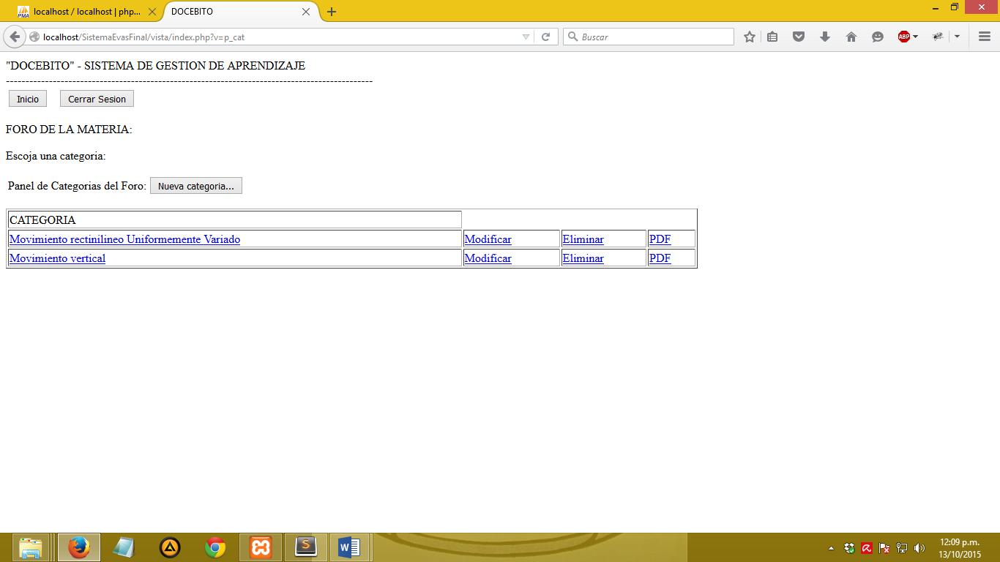 localhost / localhost | php...
DOCEBITO
localhost/SistemaEvasFinal/vista/index.php?v=p_cat
Buscar
ABP
"DOCEBITO" - SISTEMA DE GESTION DE APRENDIZAJE
----------------------------------------------------------------------------------------------------
Inicio Cerrar Sesion
FORO DE LA MATERIA:
Escoja una categoria:
Panel de Categorias del Foro: Nueva categoria...
CATEGORIA
Movimiento rectinilineo Uniformemente Variado Modificar Eliminar PDF
Movimiento vertical Modificar Eliminar PDF
12:09 p.m.
13/10/2015